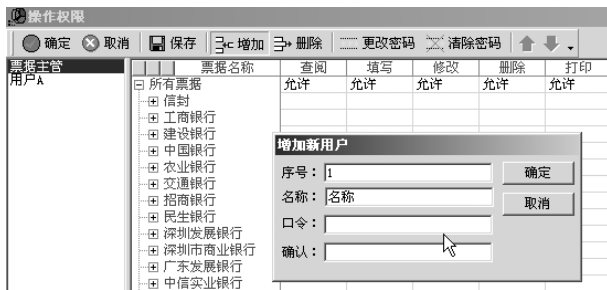 操作权限
确定 取消 保存 增加 删除 更改密码 清除密码
票据主管
用户A
票据名称 查阅 填写 修改 删除 打印
所有票据 允许 允许 允许 允许 允许
信封
工商银行
建设银行
中国银行
农业银行
交通银行
招商银行
民生银行
深圳发展银行
深圳市商业银行
广东发展银行
中信实业银行
增加新用户
序号：1
确定
名称：名称
取消
口令：
确认：